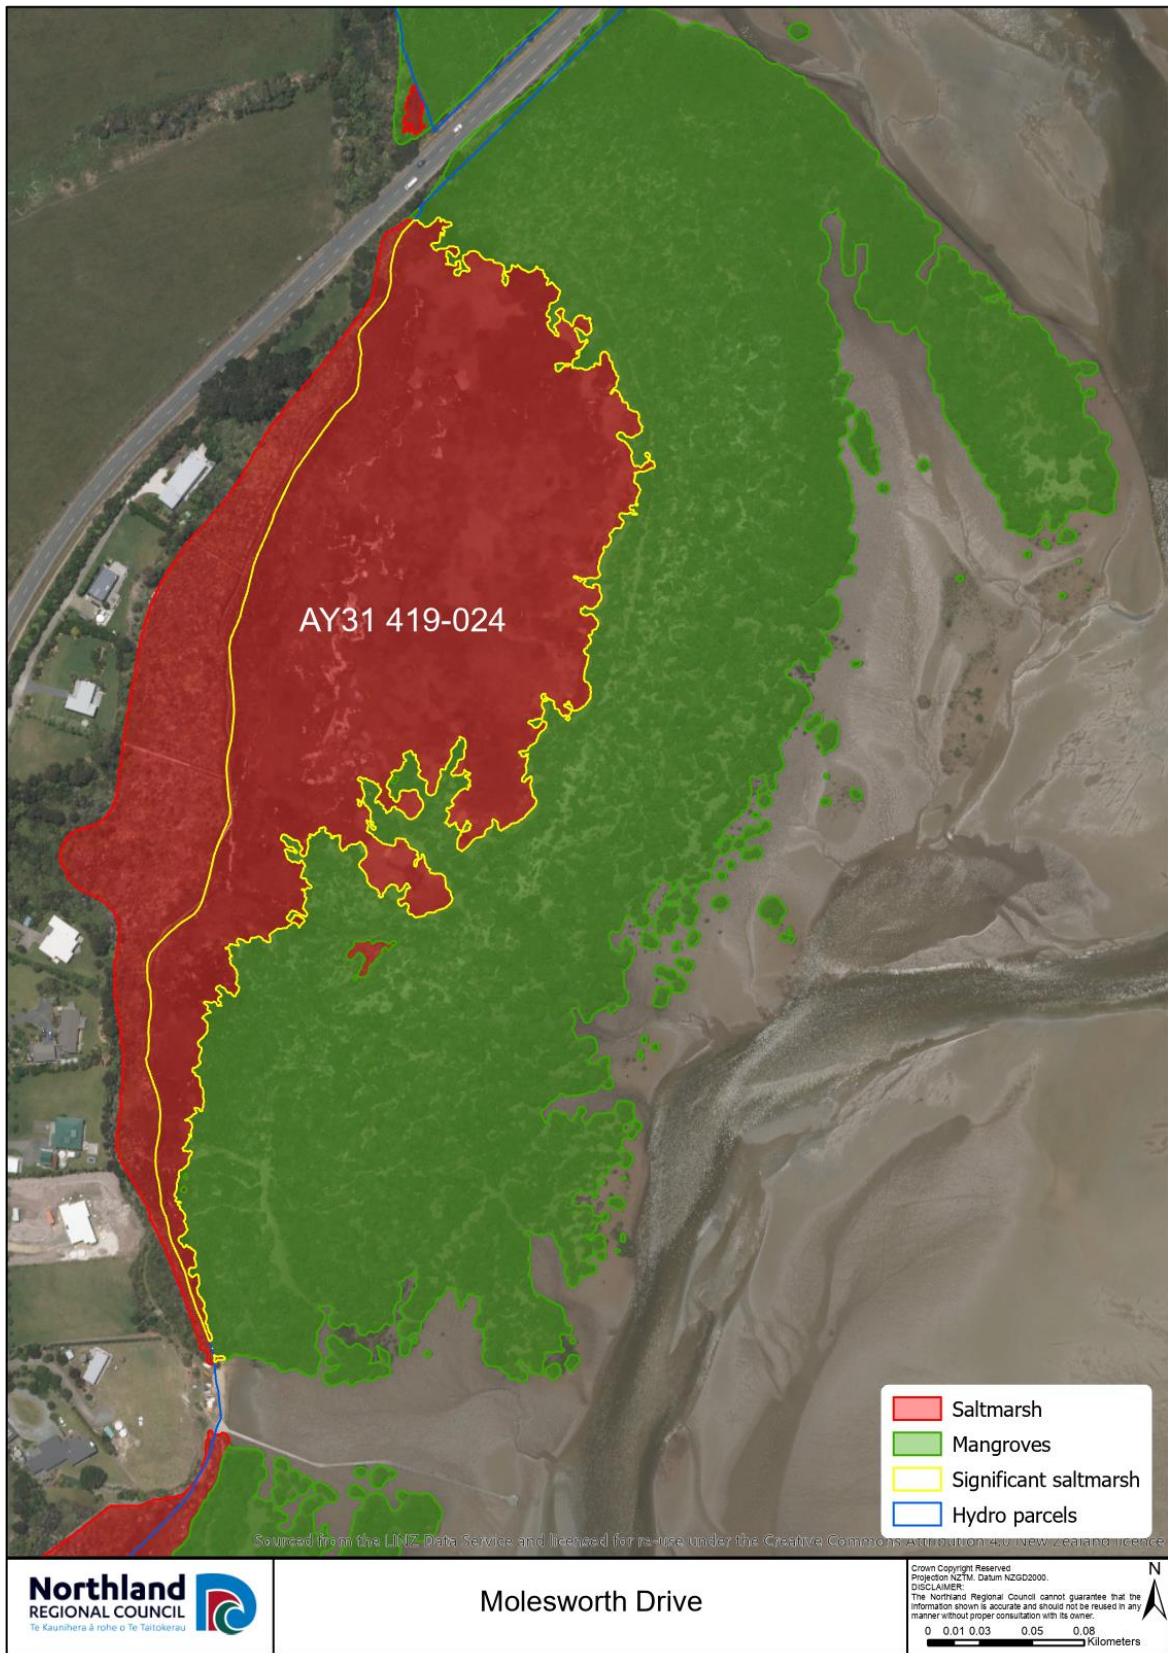 AY31 419-024
Saltmarsh
Mangroves
Significant saltmarsh
Hydro parcels
Sourced from the LINZ Data Service and licensed for re-use under the Creative Commons Attribution 4.0 New Zealand licence
Northland
REGIONAL COUNCIL
Te Kaunihera ā rohe o Te Taitokerau
Molesworth Drive
Crown Copyright Reserved
Projection NZTM. Datum NZGD2000.
DISCLAIMER:
The Northland Regional Council cannot guarantee that the
information shown is accurate and should not be reused in any
manner without proper consultation with its owner.
N
0 0.01 0.03 0.05 0.08
Kilometers